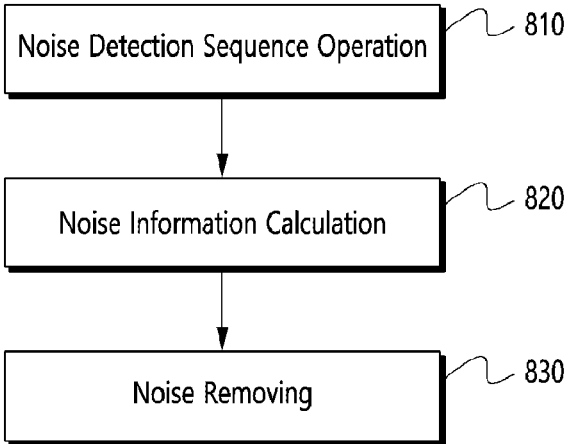 Noise Detection Sequence Operation
810
Noise Information Calculation
820
Noise Removing
830